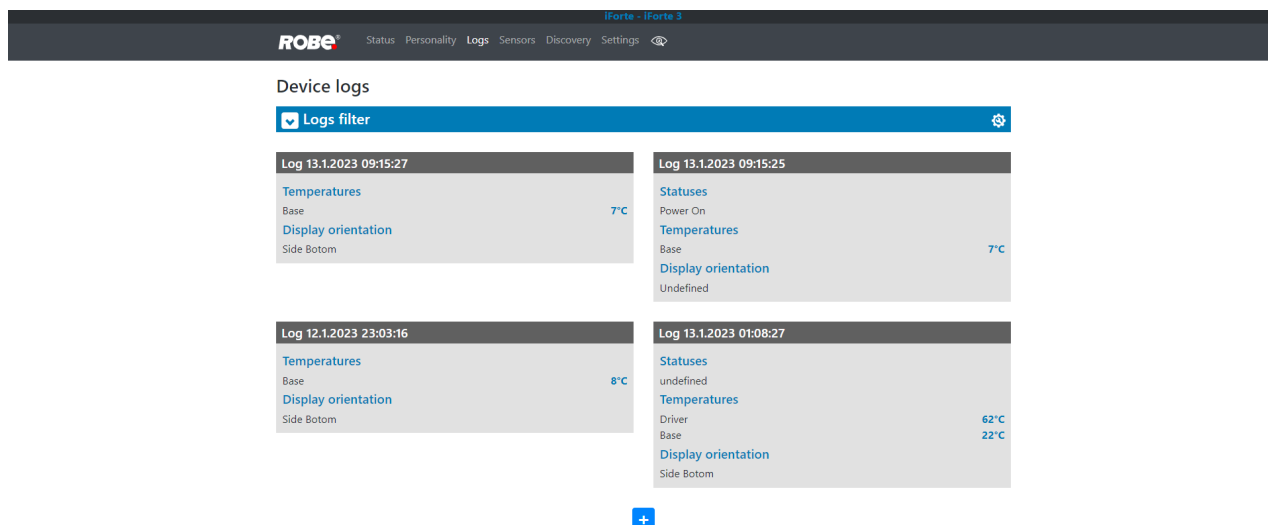 iForte - iForte 3
ROBE® Status Personality Logs Sensors Discovery Settings
Device logs
Logs filter
Log 13.1.2023 09:15:27
Temperatures
Base 7°C
Display orientation
Side Botom
Log 13.1.2023 09:15:25
Statuses
Power On
Temperatures
Base 7°C
Display orientation
Undefined
Log 12.1.2023 23:03:16
Temperatures
Base 8°C
Display orientation
Side Botom
Log 13.1.2023 01:08:27
Statuses
undefined
Temperatures
Driver 62°C
Base 22°C
Display orientation
Side Botom
+